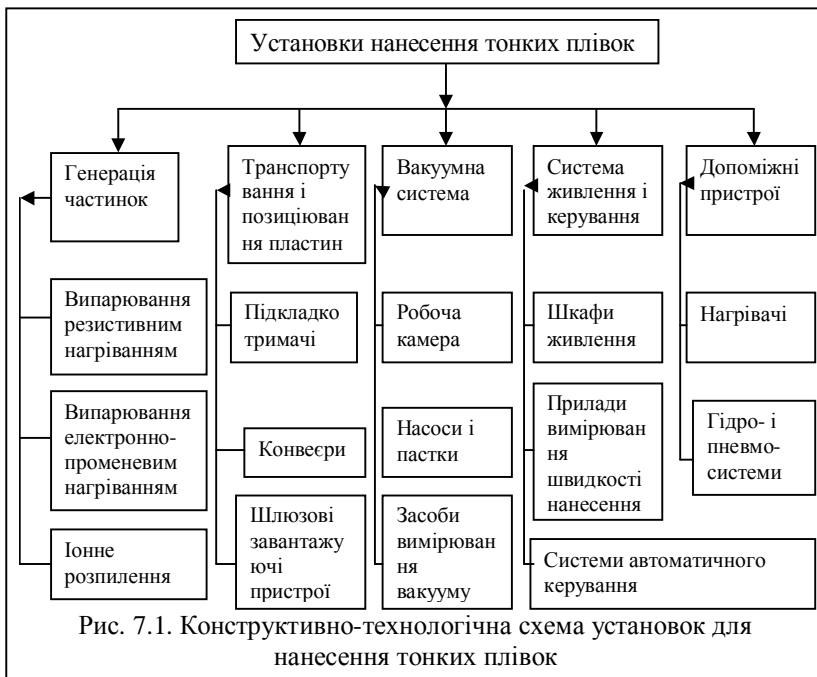 Установки нанесення тонких плівок
Генерація
частинок
Транспорту
вання і
позиціюван
ня пластин
Вакуумна
система
Система
живлення і
керування
Допоміжні
пристрої
Випарювання
резистивним
нагріванням
Підкладко
тримачі
Робоча
камера
Шкафи
живлення
Нагрівачі
Випарювання
електронно-
променевим
нагріванням
Конвеєри
Насоси і
пастки
Прилади
вимірюван
ня
швидкості
нанесення
Гідро- і
пневмо-
системи
Іонне
розпилення
Шлюзові
завантажу
ючі
пристрої
Засоби
вимірюван
ня
вакууму
Системи автоматичного
керування
Рис. 7.1. Конструктивно-технологічна схема установок для
нанесення тонких плівок